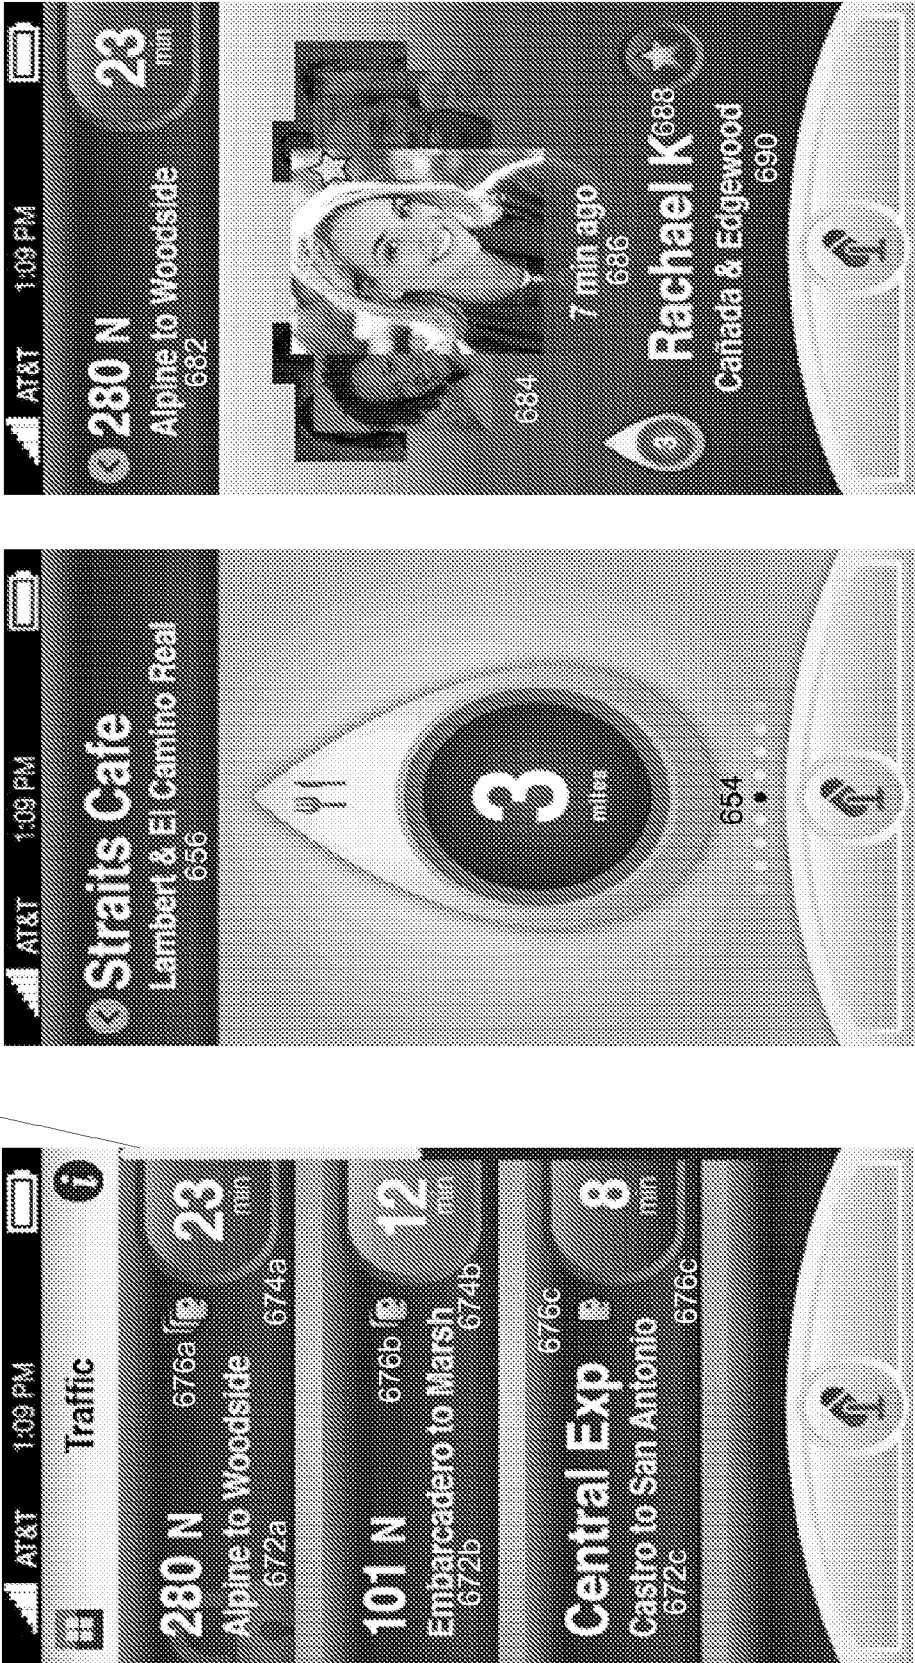 AT&T 1:09 PM
Traffic i
280 N 676a 23
min
Alpine to Woodside 674a
672a
101 N 676b 12
min
Embarcadero to Marsh 674b
672b
676c
Central Exp 8
min
Castro to San Antonio 676c
672c
AT&T 1:09 PM
Straits Cafe
Lambert & El Camino Real
656
3
miles
654
AT&T 1:09 PM
280 N 23
min
Alpine to Woodside
682
684
7 min ago
686
3
Rachael K 688
Canada & Edgewood
690